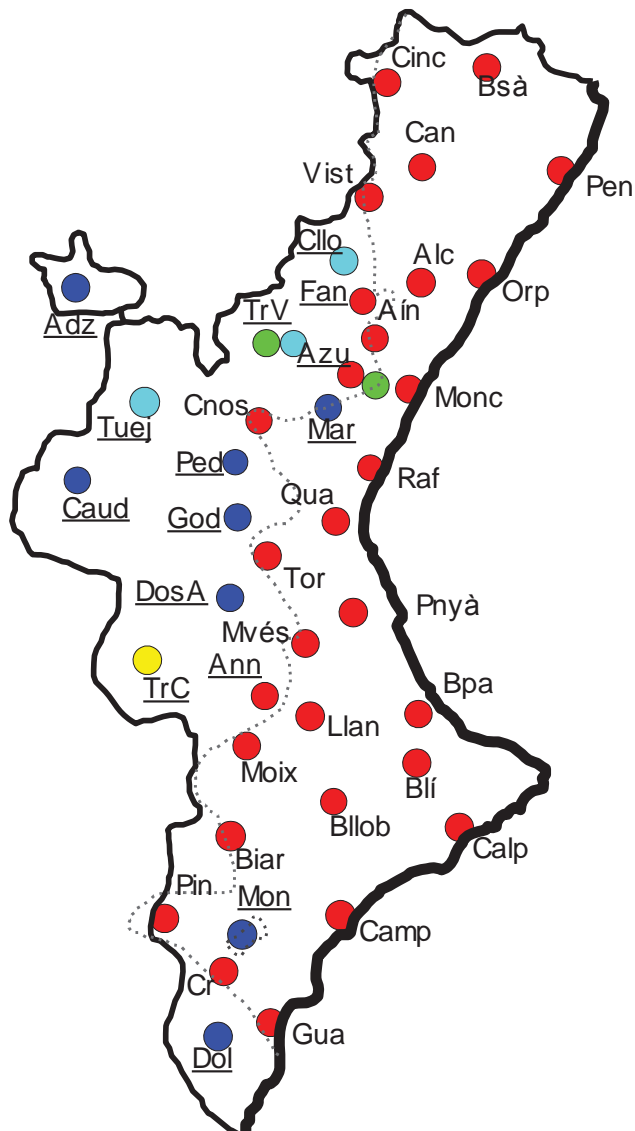 Cinc
Bsà
Can
Pen
Vist
Cllo
Alc
Orp
Fan
Adz
TrV
Aín
Azu
Monc
Cnos
Mar
Tuej
Ped
Raf
Caud
Qua
God
Tor
DosA
Pnyà
Mvés
Ann
TrC
Bpa
Llan
Moix
Blí
Bllob
Calp
Biar
Pin
Mon
Camp
Cr
Gua
Dol